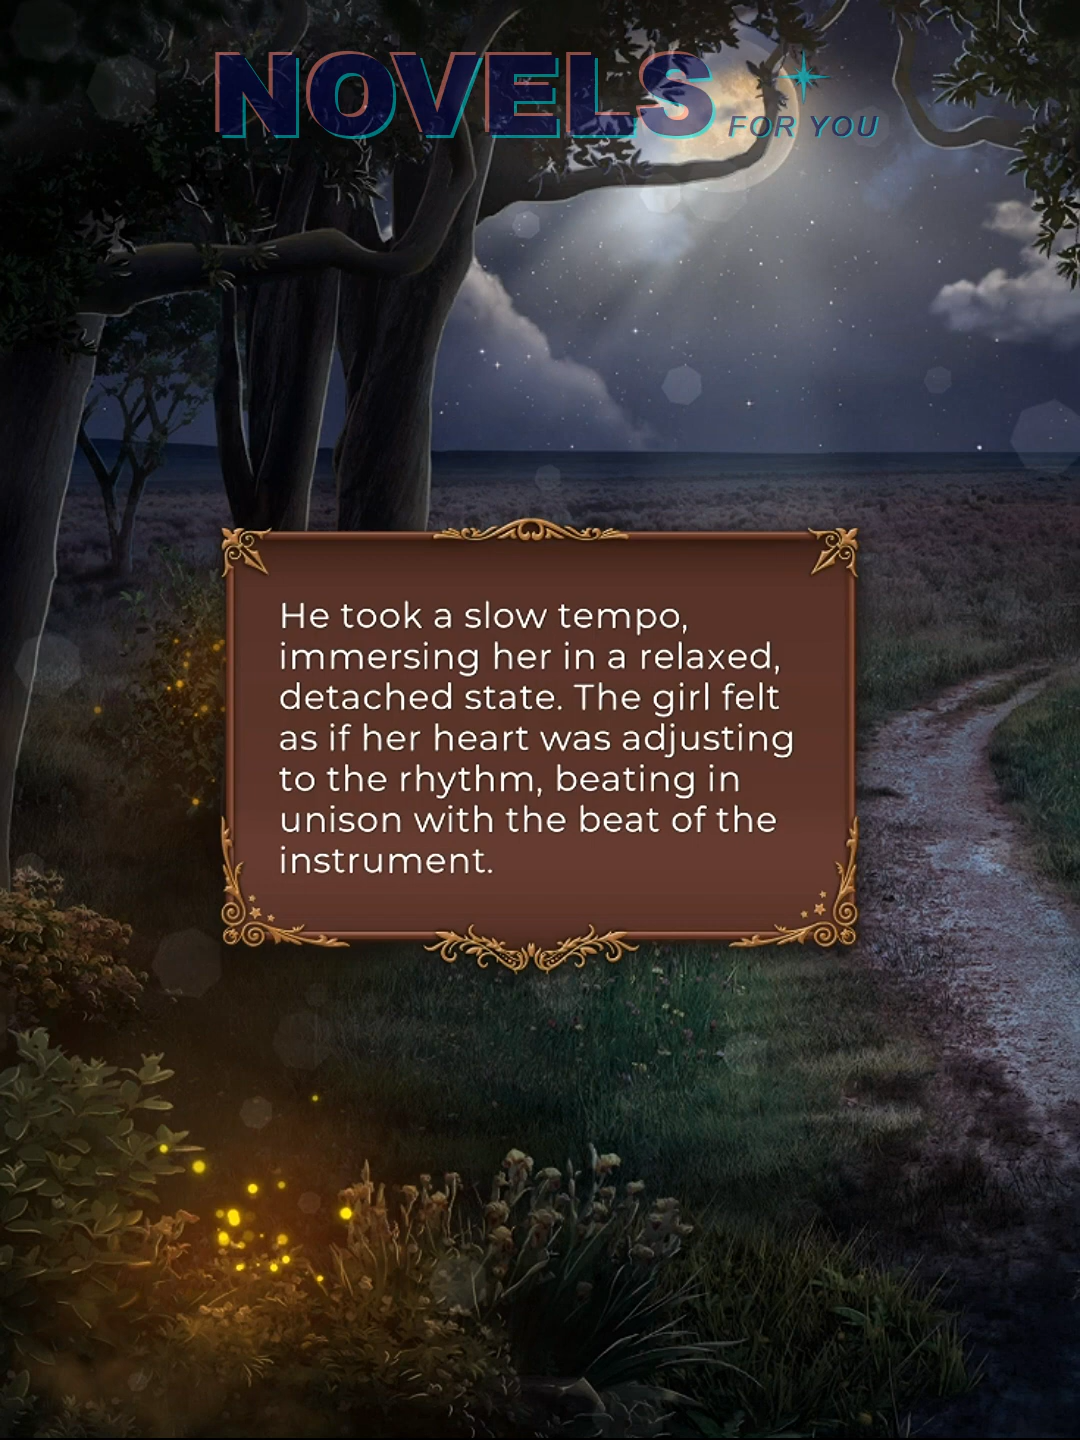 NOVELS
FOR YOU
He took a slow tempo,
immersing her in a relaxed,
detached state. The girl felt
as if her heart was adjusting
to the rhythm, beating in
unison with the beat of the
instrument.